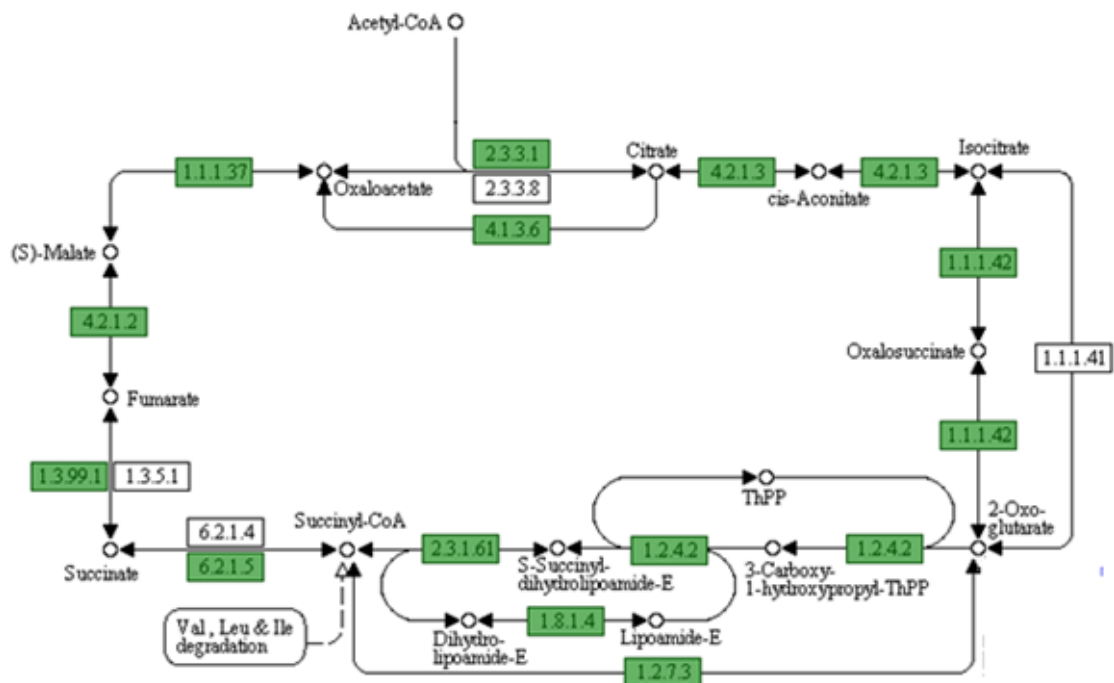 Acetyl-CoA
1.1.1.37
Oxaloacetate
2.3.3.1
2.3.3.8
4.1.3.6
Citrate
4.2.1.3
cis-Aconitate
4.2.1.3
Isocitrate
(S)-Malate
1.1.1.42
4.2.1.2
Oxalosuccinate
1.1.1.41
Fumarate
1.1.1.42
1.3.99.1
1.3.5.1
ThPP
2-Oxo-
glutarate
6.2.1.4
Succinyl-CoA
2.3.1.61
1.2.4.2
1.2.4.2
Succinate
6.2.1.5
S-Succinyl-
dihydrolipoamide-E
3-Carboxy-
1-hydroxypropyl-ThPP
Val, Leu & Ile
degradation
Dihydro-
lipoamide-E
1.8.1.4
Lipoamide-E
1.2.7.3